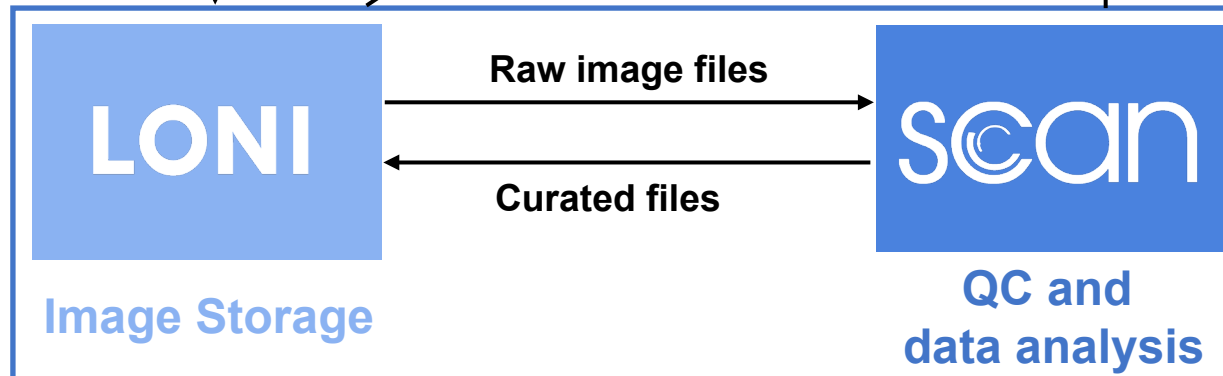 Raw image files
LONI
scan
Curated files
Image Storage
QC and
data analysis